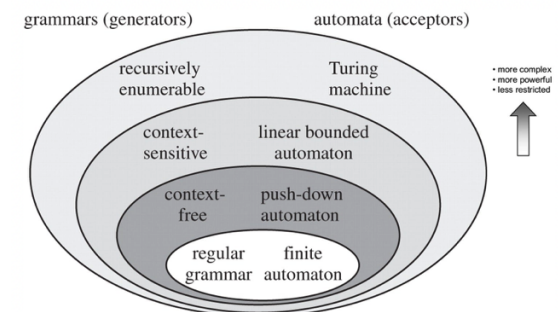 grammars (generators)
automata (acceptors)
recursively
enumerable
Turing
machine
• more complex
• more powerful
• less restricted
context-
sensitive
linear bounded
automaton
context-
free
push-down
automaton
regular
grammar
finite
automaton